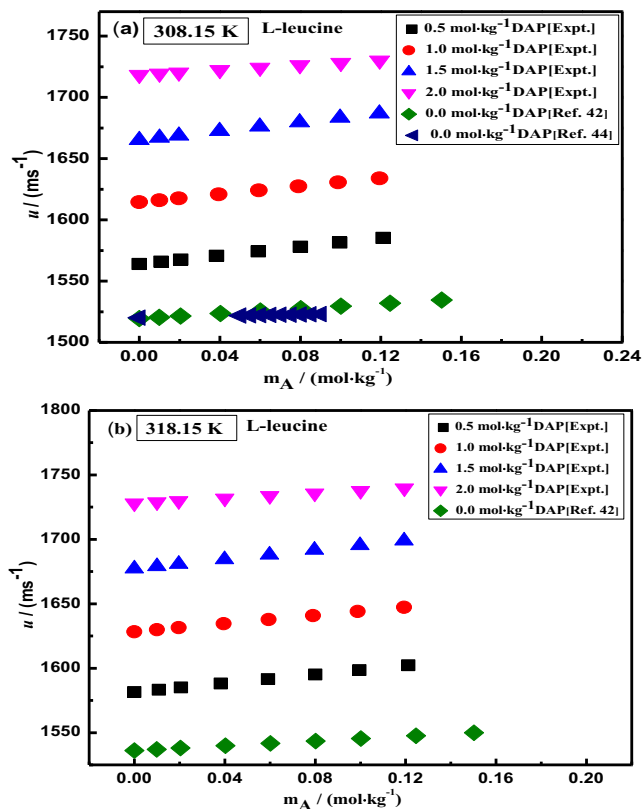 (a) 308.15 K L-leucine
0.5 mol·kg⁻¹DAP[Expt.]
1.0 mol·kg⁻¹DAP[Expt.]
1.5 mol·kg⁻¹DAP[Expt.]
2.0 mol·kg⁻¹DAP[Expt.]
0.0 mol·kg⁻¹DAP[Ref. 42]
0.0 mol·kg⁻¹DAP[Ref. 44]
1750
1700
1650
1600
1550
1500
u / (ms⁻¹)
0.00 0.04 0.08 0.12 0.16 0.20 0.24
m_A / (mol·kg⁻¹)
(b) 318.15 K L-leucine
0.5 mol·kg⁻¹DAP[Expt.]
1.0 mol·kg⁻¹DAP[Expt.]
1.5 mol·kg⁻¹DAP[Expt.]
2.0 mol·kg⁻¹DAP[Expt.]
0.0 mol·kg⁻¹DAP[Ref. 42]
1800
1750
1700
1650
1600
1550
u / (ms⁻¹)
0.00 0.04 0.08 0.12 0.16 0.20
m_A / (mol·kg⁻¹)